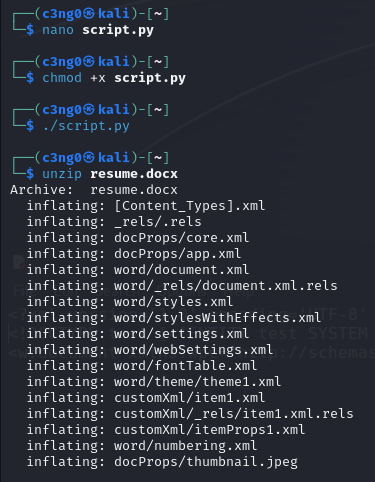 ┌──(c3ng0㉿kali)-[~]
└─$ nano script.py
┌──(c3ng0㉿kali)-[~]
└─$ chmod +x script.py
┌──(c3ng0㉿kali)-[~]
└─$ ./script.py
┌──(c3ng0㉿kali)-[~]
└─$ unzip resume.docx
Archive:  resume.docx
  inflating: [Content_Types].xml
  inflating: _rels/.rels
  inflating: docProps/core.xml
  inflating: docProps/app.xml
  inflating: word/document.xml
  inflating: word/_rels/document.xml.rels
  inflating: word/styles.xml
  inflating: word/stylesWithEffects.xml
  inflating: word/settings.xml
  inflating: word/webSettings.xml
  inflating: word/fontTable.xml
  inflating: word/theme/theme1.xml
  inflating: customXml/item1.xml
  inflating: customXml/_rels/item1.xml.rels
  inflating: customXml/itemProps1.xml
  inflating: word/numbering.xml
  inflating: docProps/thumbnail.jpeg